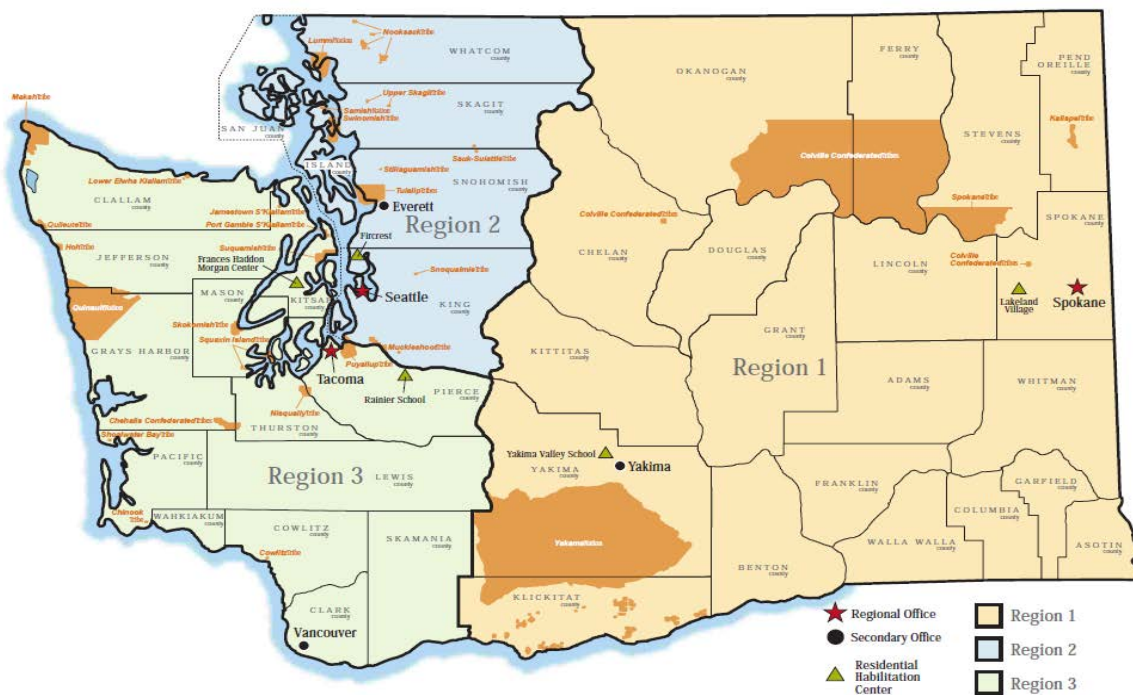 Lummi Tribe
Nooksack Tribe
WHATCOM
county
OKANOGAN
county
FERRY
county
PEND
OREILLE
county
Makah Tribe
Upper Skagit Tribe
SKAGIT
county
Samish Tribe
Swinomish Tribe
SAN JUAN
county
STEVENS
county
Kalispel Tribe
Sauk-Suiattle Tribe
Colville Confederated Tribes
ISLAND
county
Stillaguamish Tribe
SNOHOMISH
county
Lower Elwha Klallam Tribe
CLALLAM
county
Tulalip Tribes
Everett
Spokane Tribe
Jamestown S'Klallam Tribe
Port Gamble S'Klallam Tribe
Quileute Tribe
Region 2
Colville Confederated Tribes
SPOKANE
county
Hoh Tribe
Suquamish Tribe
Fircrest
CHELAN
county
DOUGLAS
county
JEFFERSON
county
Frances Haddon
Morgan Center
Snoqualmie Tribe
LINCOLN
county
Colville
Confederated Tribes
MASON
county
KITSAP
Seattle
KING
county
Lakeland
Village
Spokane
Quinault Tribe
Skokomish Tribe
Squaxin Island Tribe
GRANT
county
GRAYS HARBOR
county
Muckleshoot Tribe
Puyallup Tribe
KITTITAS
county
Region 1
Tacoma
Rainier School
PIERCE
county
ADAMS
county
WHITMAN
county
Nisqually Tribe
Chehalis Confederated Tribes
THURSTON
county
Shoalwater Bay Tribe
PACIFIC
county
Region 3
LEWIS
county
Yakima Valley School
YAKIMA
county
Yakima
FRANKLIN
county
GARFIELD
county
COLUMBIA
county
Chinook
Tribe
WAHKIAKUM
county
COWLITZ
county
SKAMANIA
county
Yakama Tribe
WALLA WALLA
county
ASOTIN
county
Cowlitz Tribe
BENTON
county
KLICKITAT
county
CLARK
county
Vancouver
Regional Office
Secondary Office
Residential
Habilitation
Center
Region 1
Region 2
Region 3